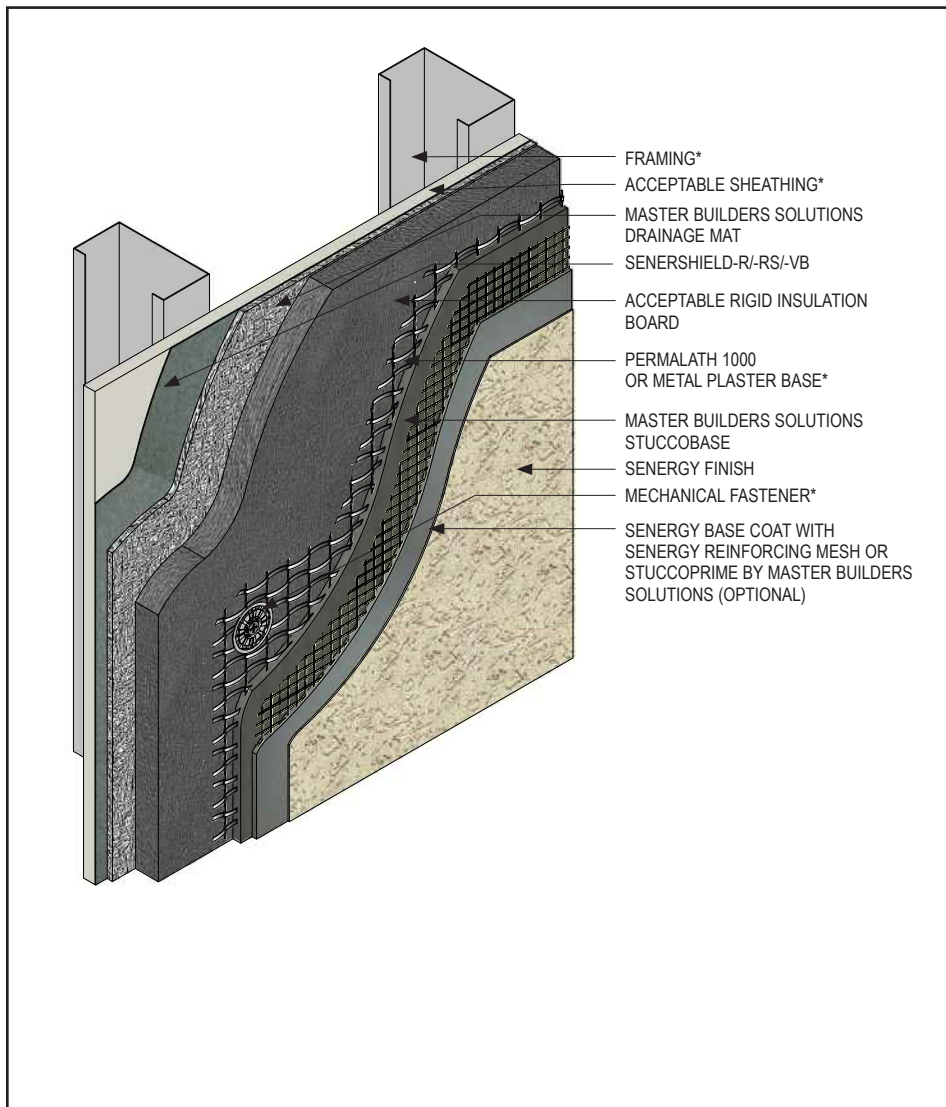 FRAMING*
ACCEPTABLE SHEATHING*
MASTER BUILDERS SOLUTIONS
DRAINAGE MAT
SENERSHIELD-R/-RS/-VB
ACCEPTABLE RIGID INSULATION
BOARD
PERMALATH 1000
OR METAL PLASTER BASE*
MASTER BUILDERS SOLUTIONS
STUCCOBASE
SENERGY FINISH
MECHANICAL FASTENER*
SENERGY BASE COAT WITH
SENERGY REINFORCING MESH OR
STUCCOPRIME BY MASTER BUILDERS
SOLUTIONS (OPTIONAL)